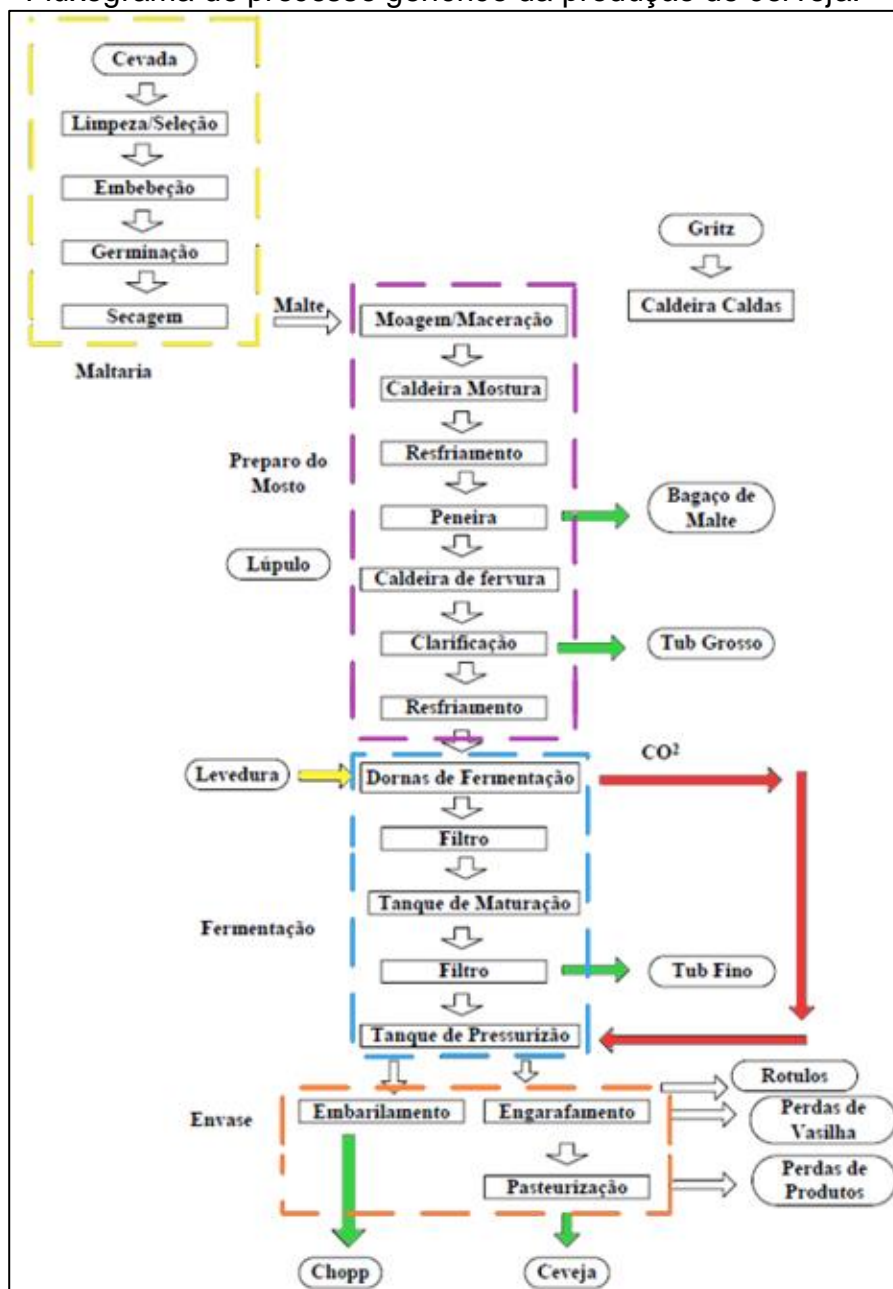 Fluxograma do processo genérico da produção de cerveja.
Cevada
Limpeza/Seleção
Embebeção
Germinação
Secagem
Maltaria
Malte
Gritz
Caldeira Caldas
Moagem/Maceração
Caldeira Mostura
Resfriamento
Preparo do
Mosto
Peneira
Bagaço de
Malte
Lúpulo
Caldeira de fervura
Clarificação
Tub Grosso
Resfriamento
CO²
Levedura
Dornas de Fermentação
Filtro
Tanque de Maturação
Fermentação
Filtro
Tub Fino
Tanque de Pressurizão
Rotulos
Envase
Embarilamento
Engarafamento
Perdas de
Vasilha
Pasteurização
Perdas de
Produtos
Chopp
Ceveja